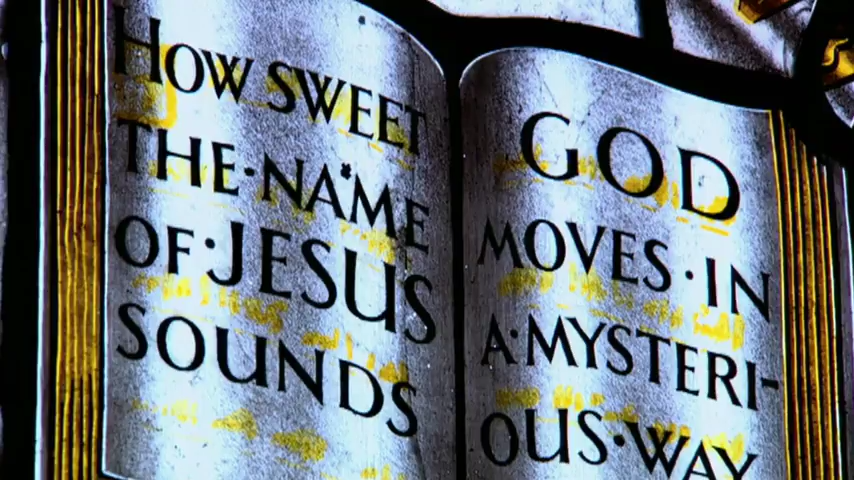 HOW SWEET
THE·NAME
OF·JESUS
SOUNDS
GOD
MOVES·IN
A·MYSTERI-
OUS·WAY